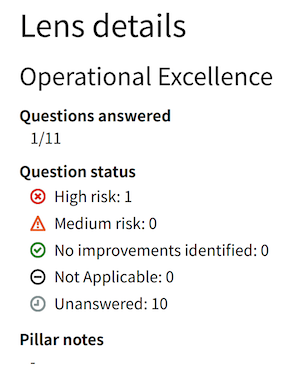 Lens details
Operational Excellence
Questions answered
1/11
Question status
High risk: 1
Medium risk: 0
No improvements identified: 0
Not Applicable: 0
Unanswered: 10
Pillar notes
-